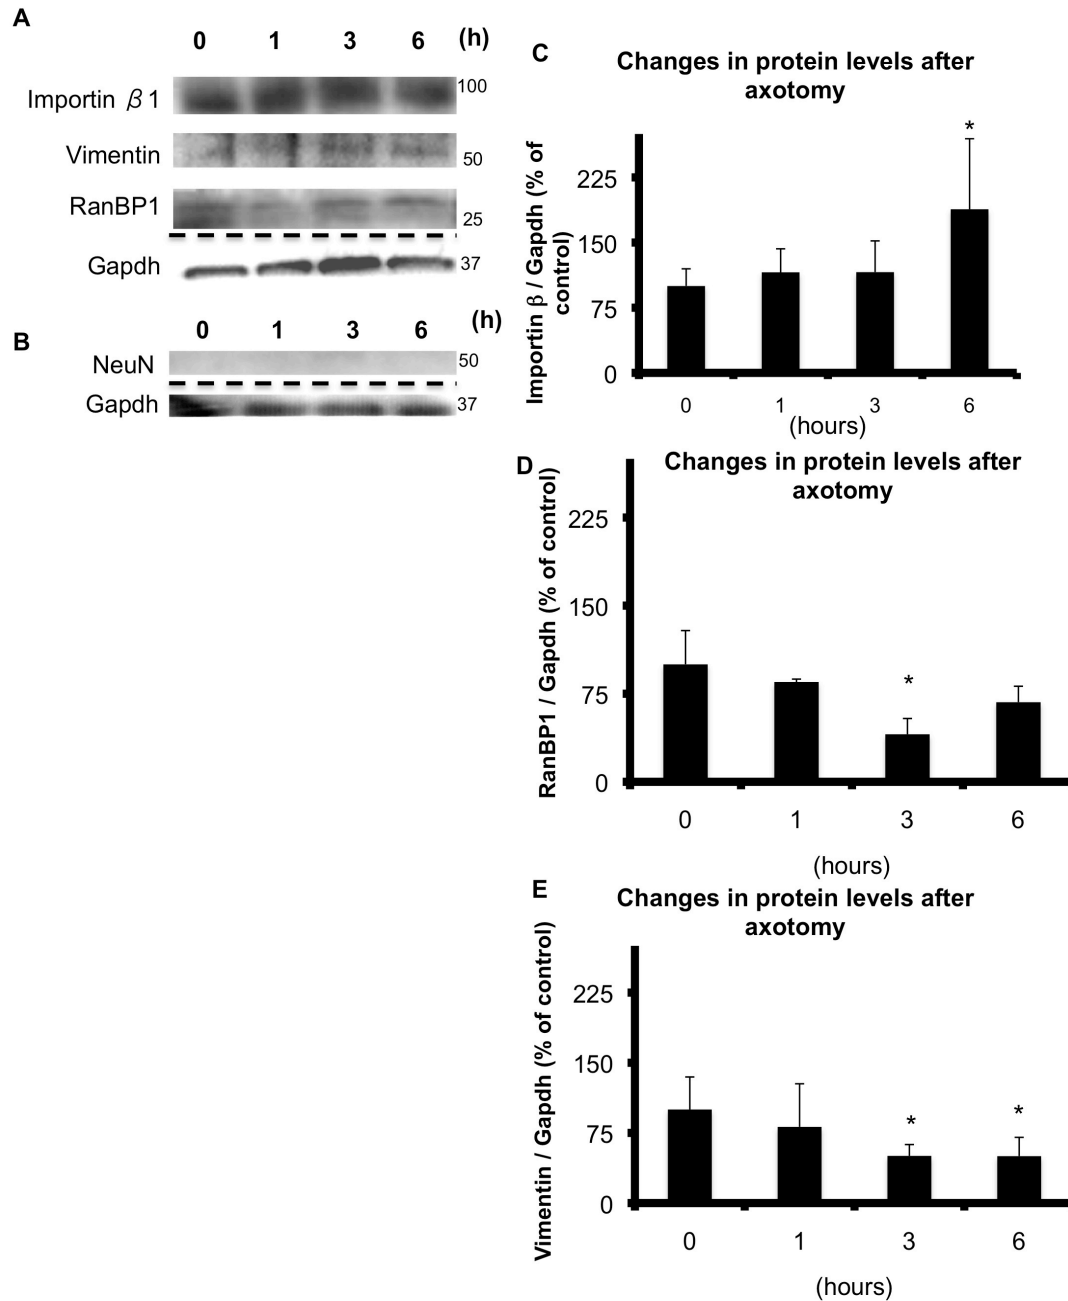 A
0 1 3 6 (h)
Importin β1 100
Vimentin 50
RanBP1 25
Gapdh 37
B
0 1 3 6 (h)
NeuN 50
Gapdh 37
C
Changes in protein levels after
axotomy
Importin β / Gapdh (% of
control)
225
150
75
0
*
0 1 3 6
(hours)
D
Changes in protein levels after
axotomy
RanBP1 / Gapdh (% of control)
225
150
75
0
*
0 1 3 6
(hours)
E
Changes in protein levels after
axotomy
Vimentin / Gapdh (% of control)
225
150
75
0
* *
0 1 3 6
(hours)